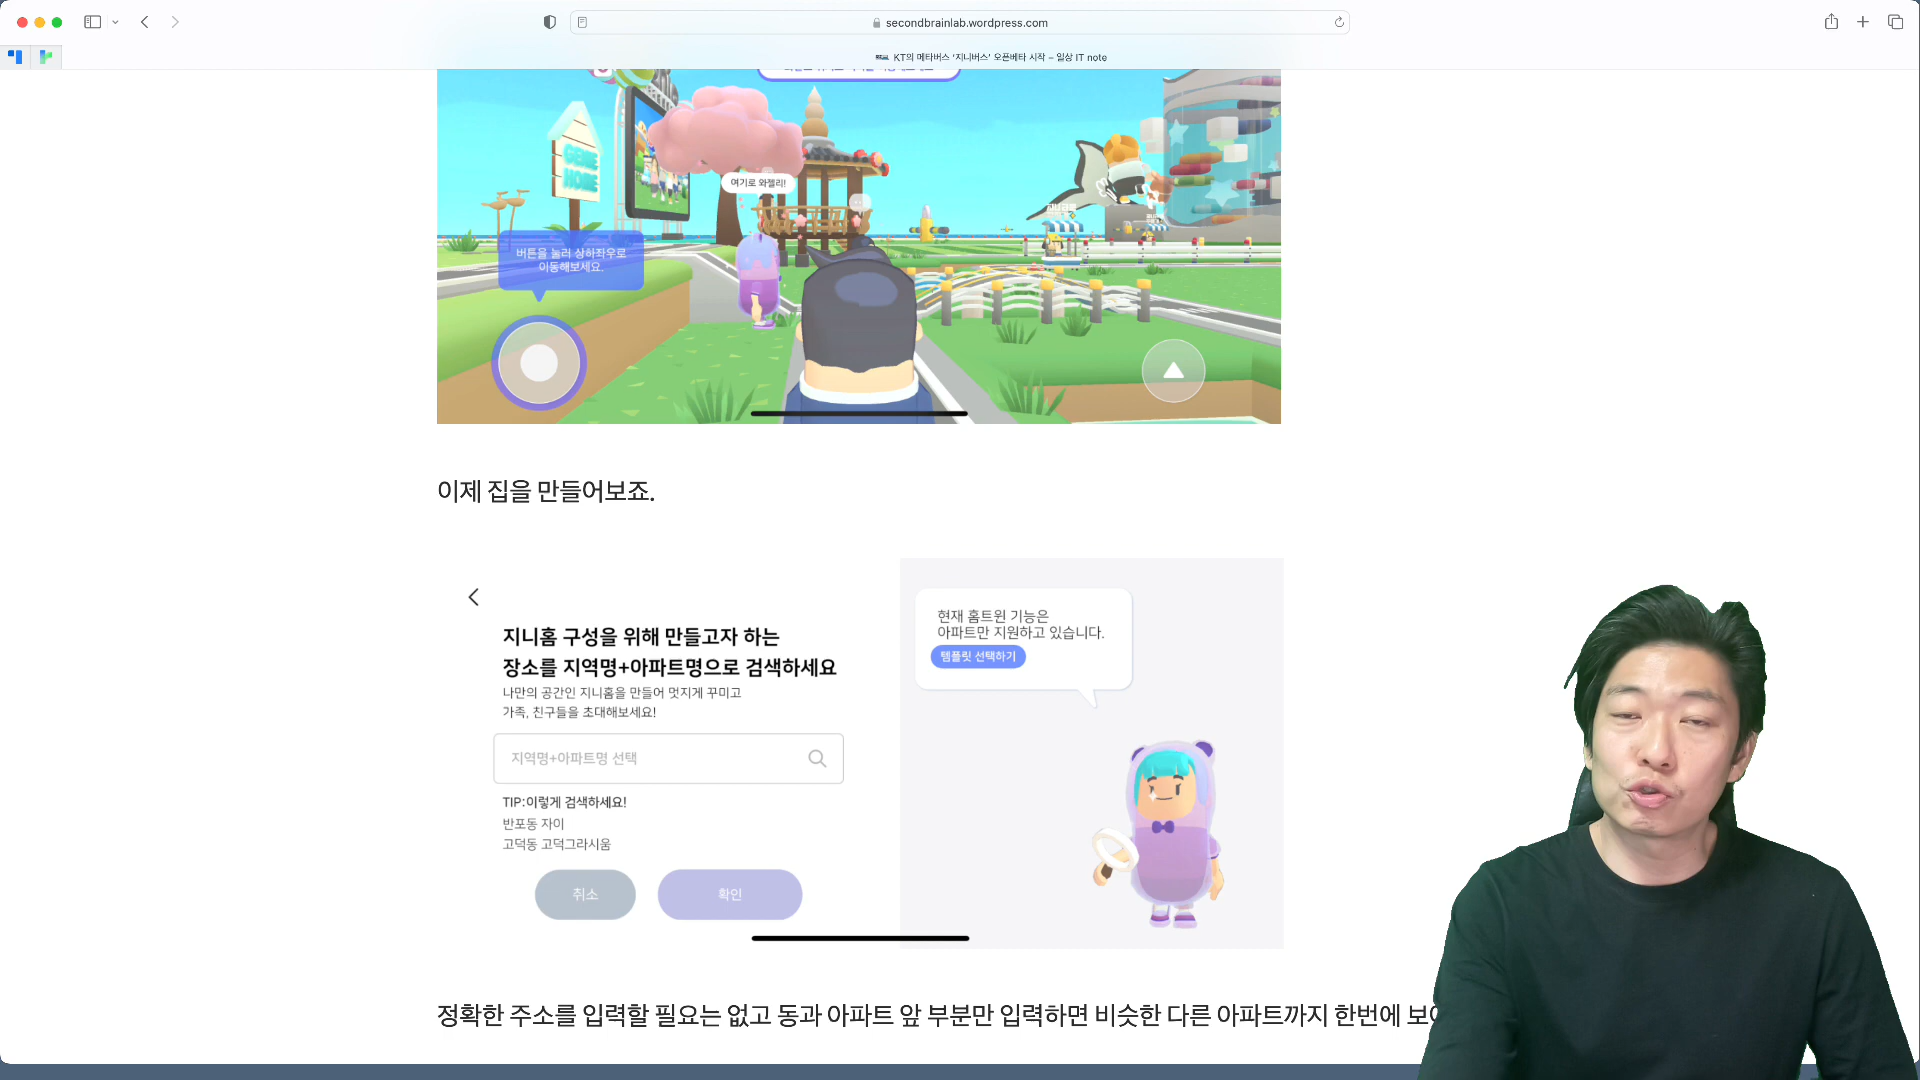 secondbrainlab.wordpress.com
KT의 메타버스 '지니버스' 오픈베타 시작 – 일상 IT note
GENIE
HOME
여기로 와젤리!
버튼을 눌러 상하좌우로
이동해보세요.
이제 집을 만들어보죠.
지니홈 구성을 위해 만들고자 하는
장소를 지역명+아파트명으로 검색하세요
나만의 공간인 지니홈을 만들어 멋지게 꾸미고
가족, 친구들을 초대해보세요!
지역명+아파트명 선택
TIP:이렇게 검색하세요!
반포동 자이
고덕동 고덕그라시움
취소
확인
현재 홈트윈 기능은
아파트만 지원하고 있습니다.
템플릿 선택하기
정확한 주소를 입력할 필요는 없고 동과 아파트 앞 부분만 입력하면 비슷한 다른 아파트까지 한번에